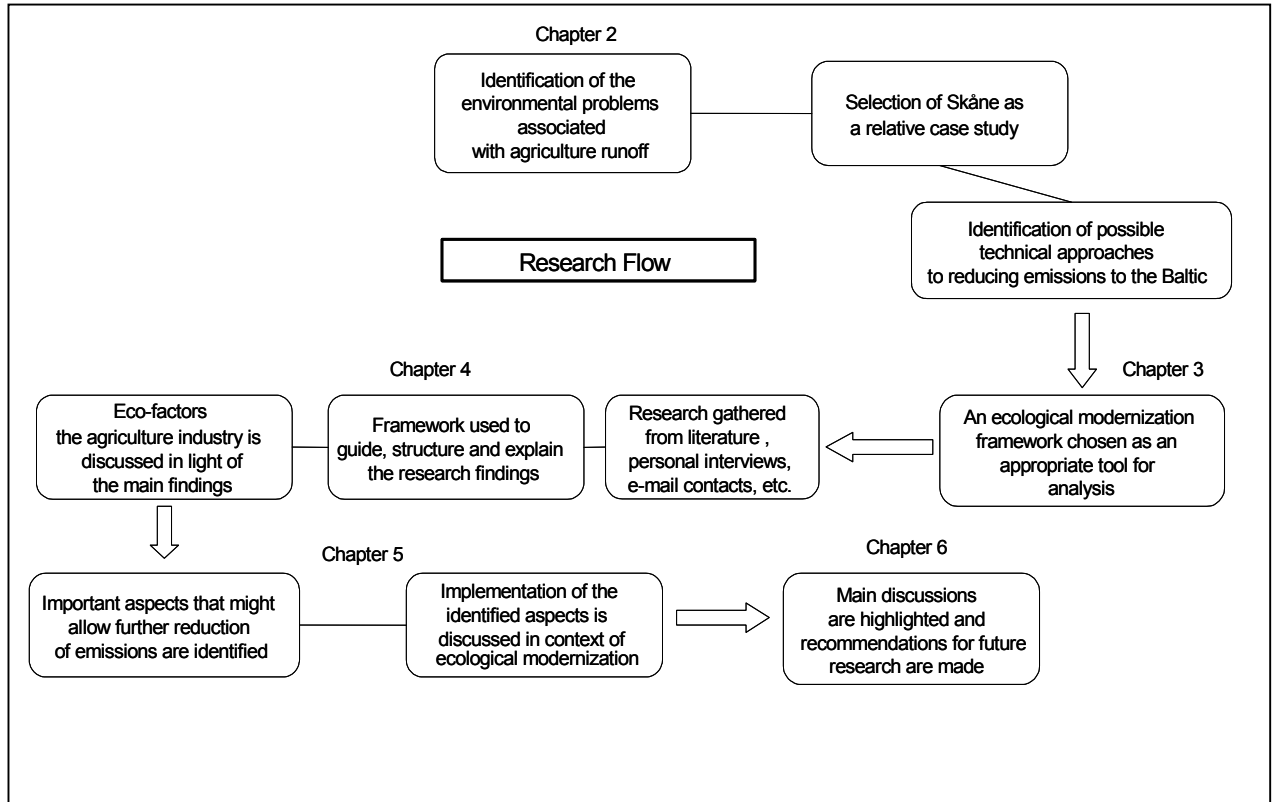 Chapter 2
Identification of the
environmental problems
associated
with agriculture runoff
Selection of Skåne as
a relative case study
Identification of possible
technical approaches
to reducing emissions to the Baltic
Research Flow
Chapter 3
An ecological modernization
framework chosen as an
appropriate tool for
analysis
Research gathered
from literature ,
personal interviews,
e-mail contacts, etc.
Chapter 4
Framework used to
guide, structure and explain
the research findings
Eco-factors
the agriculture industry is
discussed in light of
the main findings
Important aspects that might
allow further reduction
of emissions are identified
Chapter 5
Implementation of the
identified aspects is
discussed in context of
ecological modernization
Chapter 6
Main discussions
are highlighted and
recommendations for future
research are made